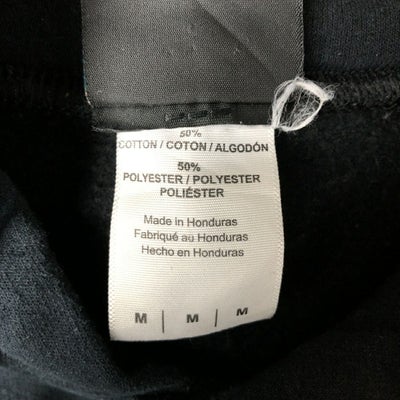 50%
COTTON / COTON / ALGODÓN
50%
POLYESTER / POLYESTER
POLIÉSTER
Made in Honduras
Fabriqué au Honduras
Hecho en Honduras
M | M | M